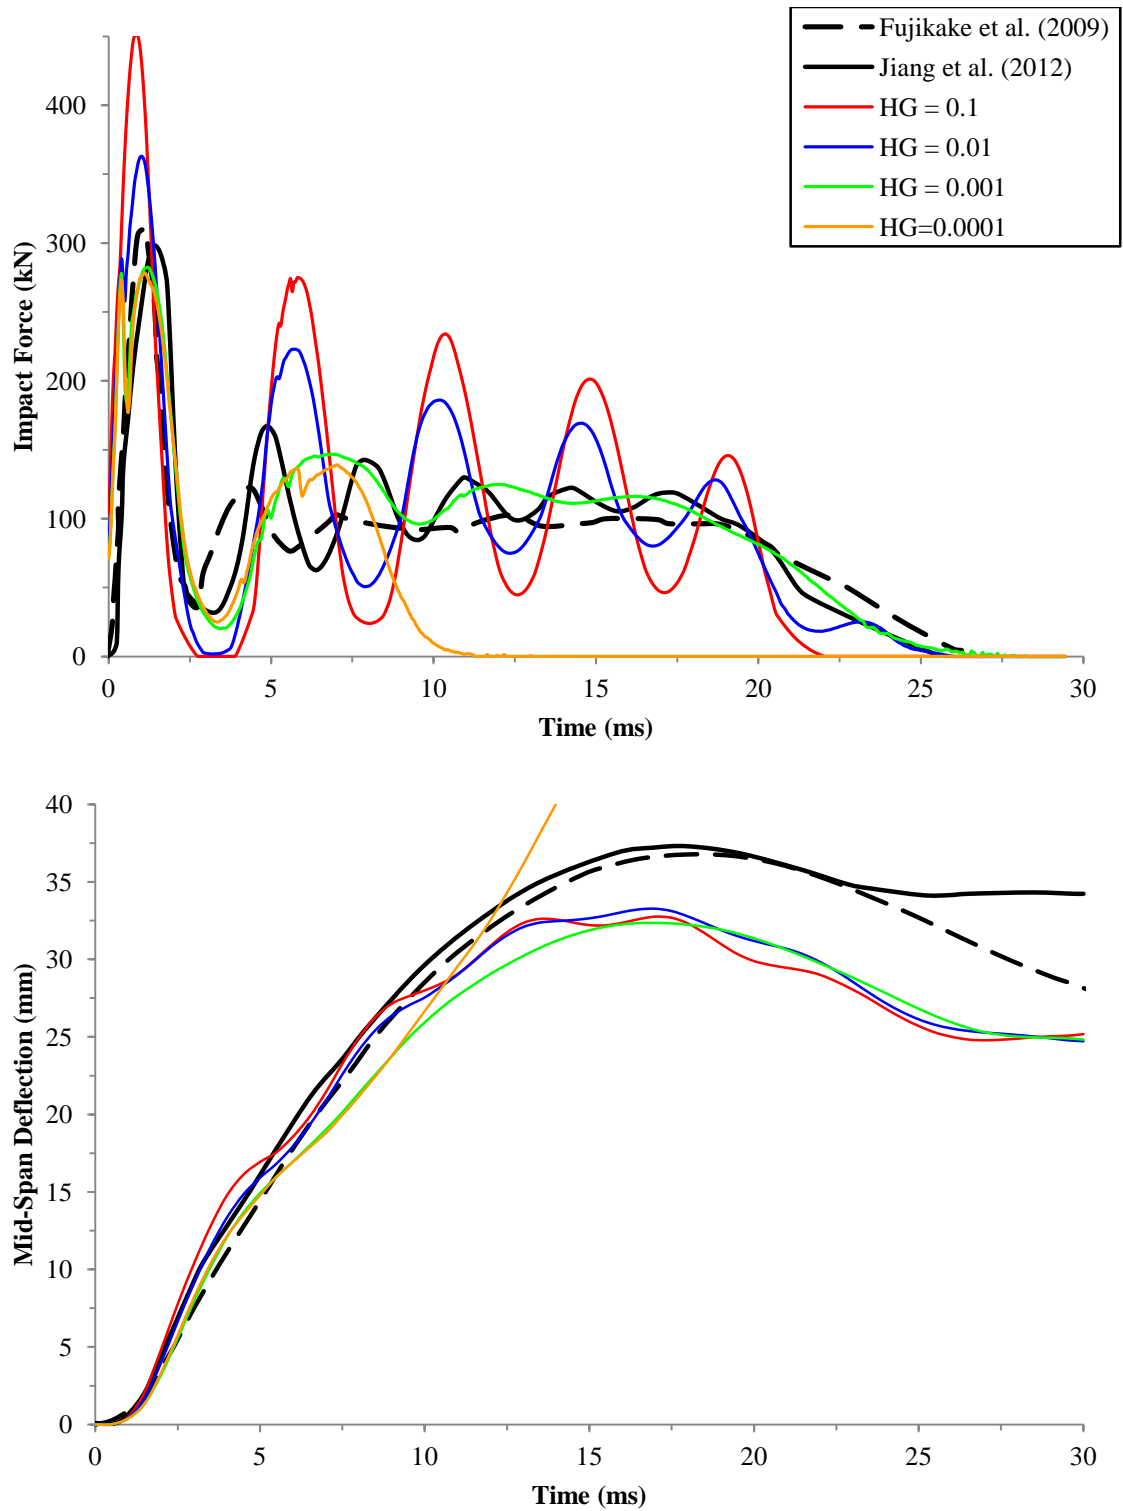 Fujikake et al. (2009)
Jiang et al. (2012)
HG = 0.1
HG = 0.01
HG = 0.001
HG=0.0001
Impact Force (kN)
400
300
200
100
0
0 5 10 15 20 25 30
Time (ms)
Mid-Span Deflection (mm)
40
35
30
25
20
15
10
5
0
0 5 10 15 20 25 30
Time (ms)